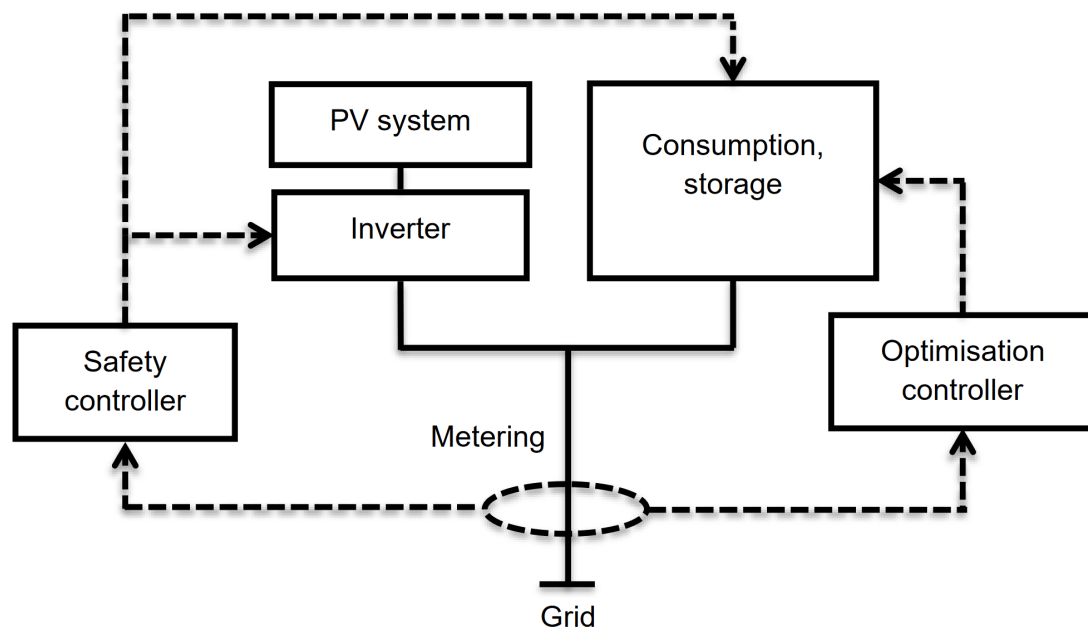 PV system
Consumption,
storage
Inverter
Safety
controller
Optimisation
controller
Metering
Grid